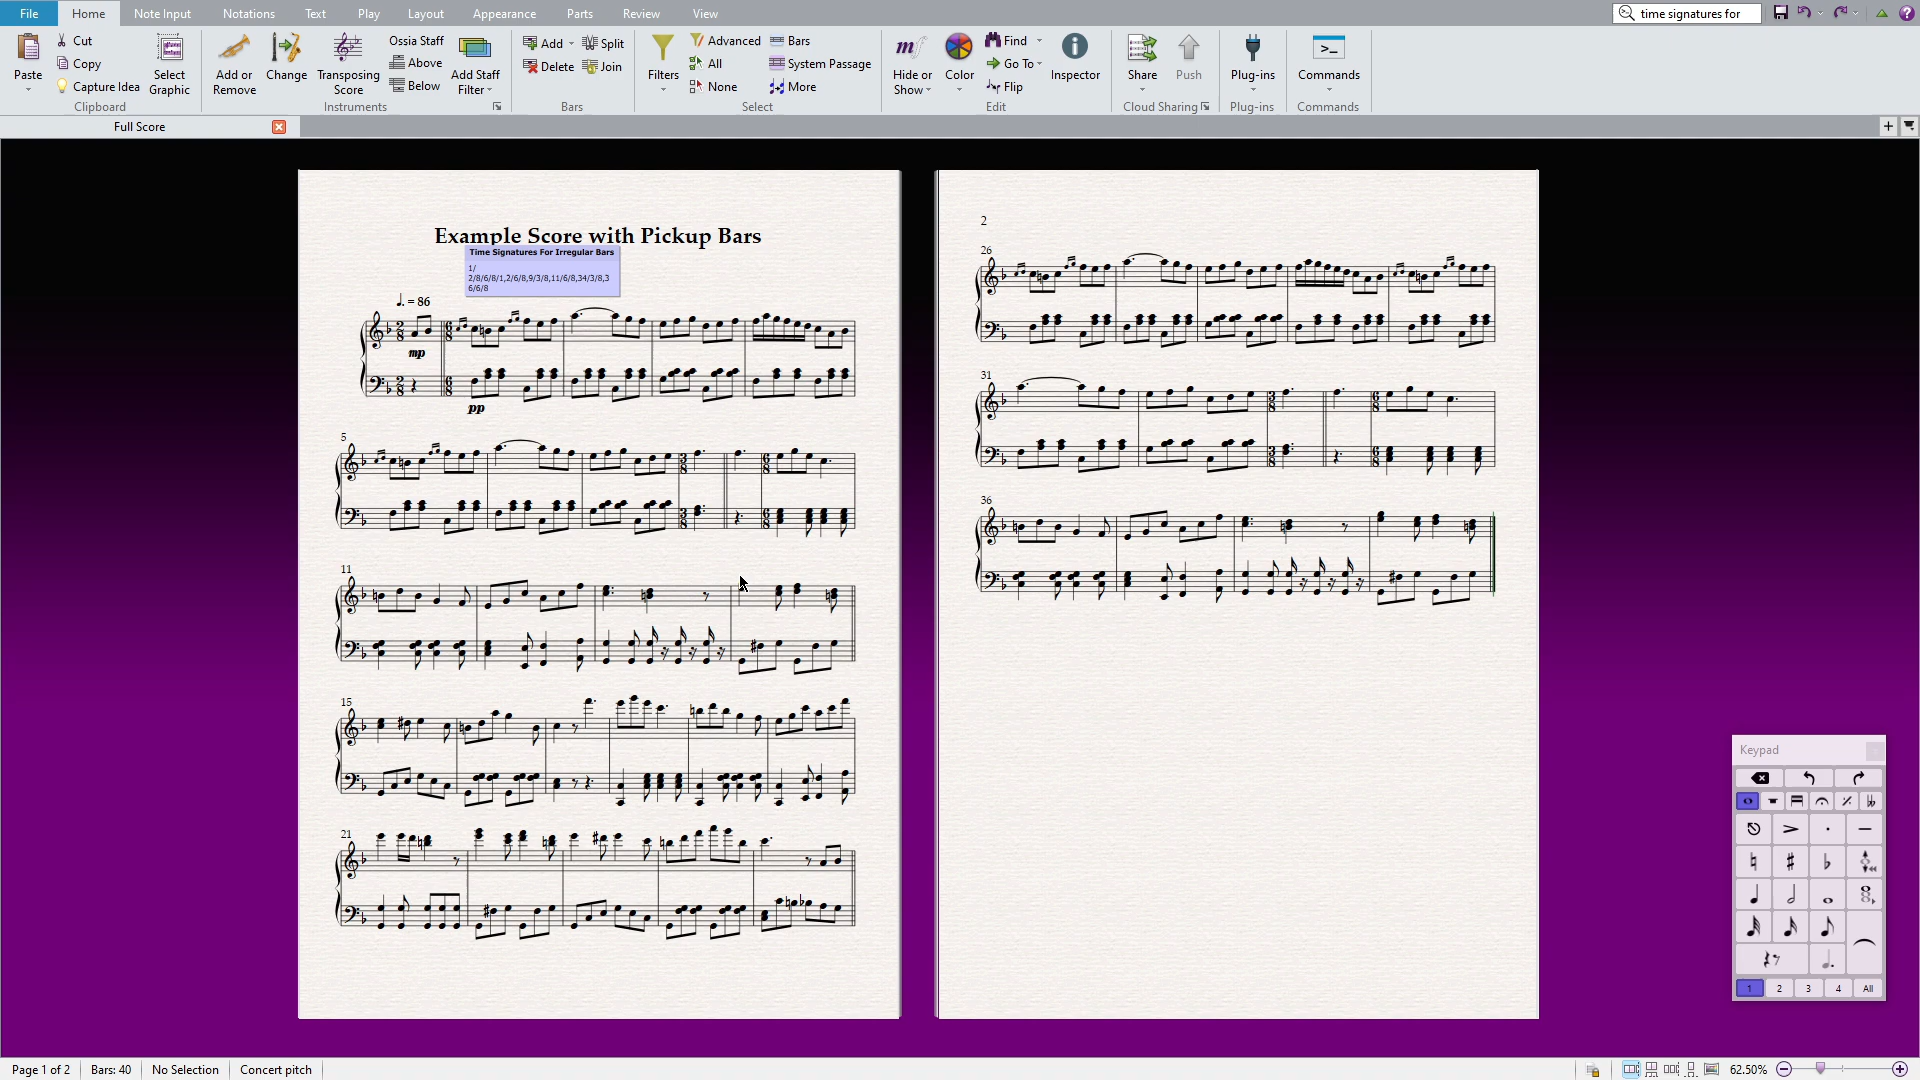 File Home Note Input Notations Text Play Layout Appearance Parts Review View time signatures for
Cut Ossia Staff Add Split Advanced Bars Find
Copy Above Delete Join All System Passage Go To
Capture Idea Below None More Flip
Paste Select Graphic Add or Remove Change Transposing Score Add Staff Filter Filters Hide or Show Color Inspector Share Push Plug-ins Commands
Clipboard Instruments Bars Select Edit Cloud Sharing Plug-ins Commands
Full Score
Example Score with Pickup Bars
Time Signatures For Irregular Bars
1/
2/8/6/8/1,2/6/8,9/3/8,11/6/8,34/3/8,3
6/6/8
= 86
mp
pp
5
11
15
21
2
26
31
36
Keypad
1 2 3 4 All
Page 1 of 2 Bars: 40 No Selection Concert pitch 62.50%